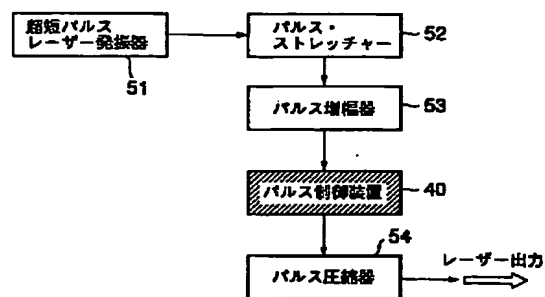 超短パルス
レーザー発振器
51
パルス・
ストレッチャー
52
パルス増幅器
53
パルス制御装置
40
54
パルス圧縮器
レーザー出力